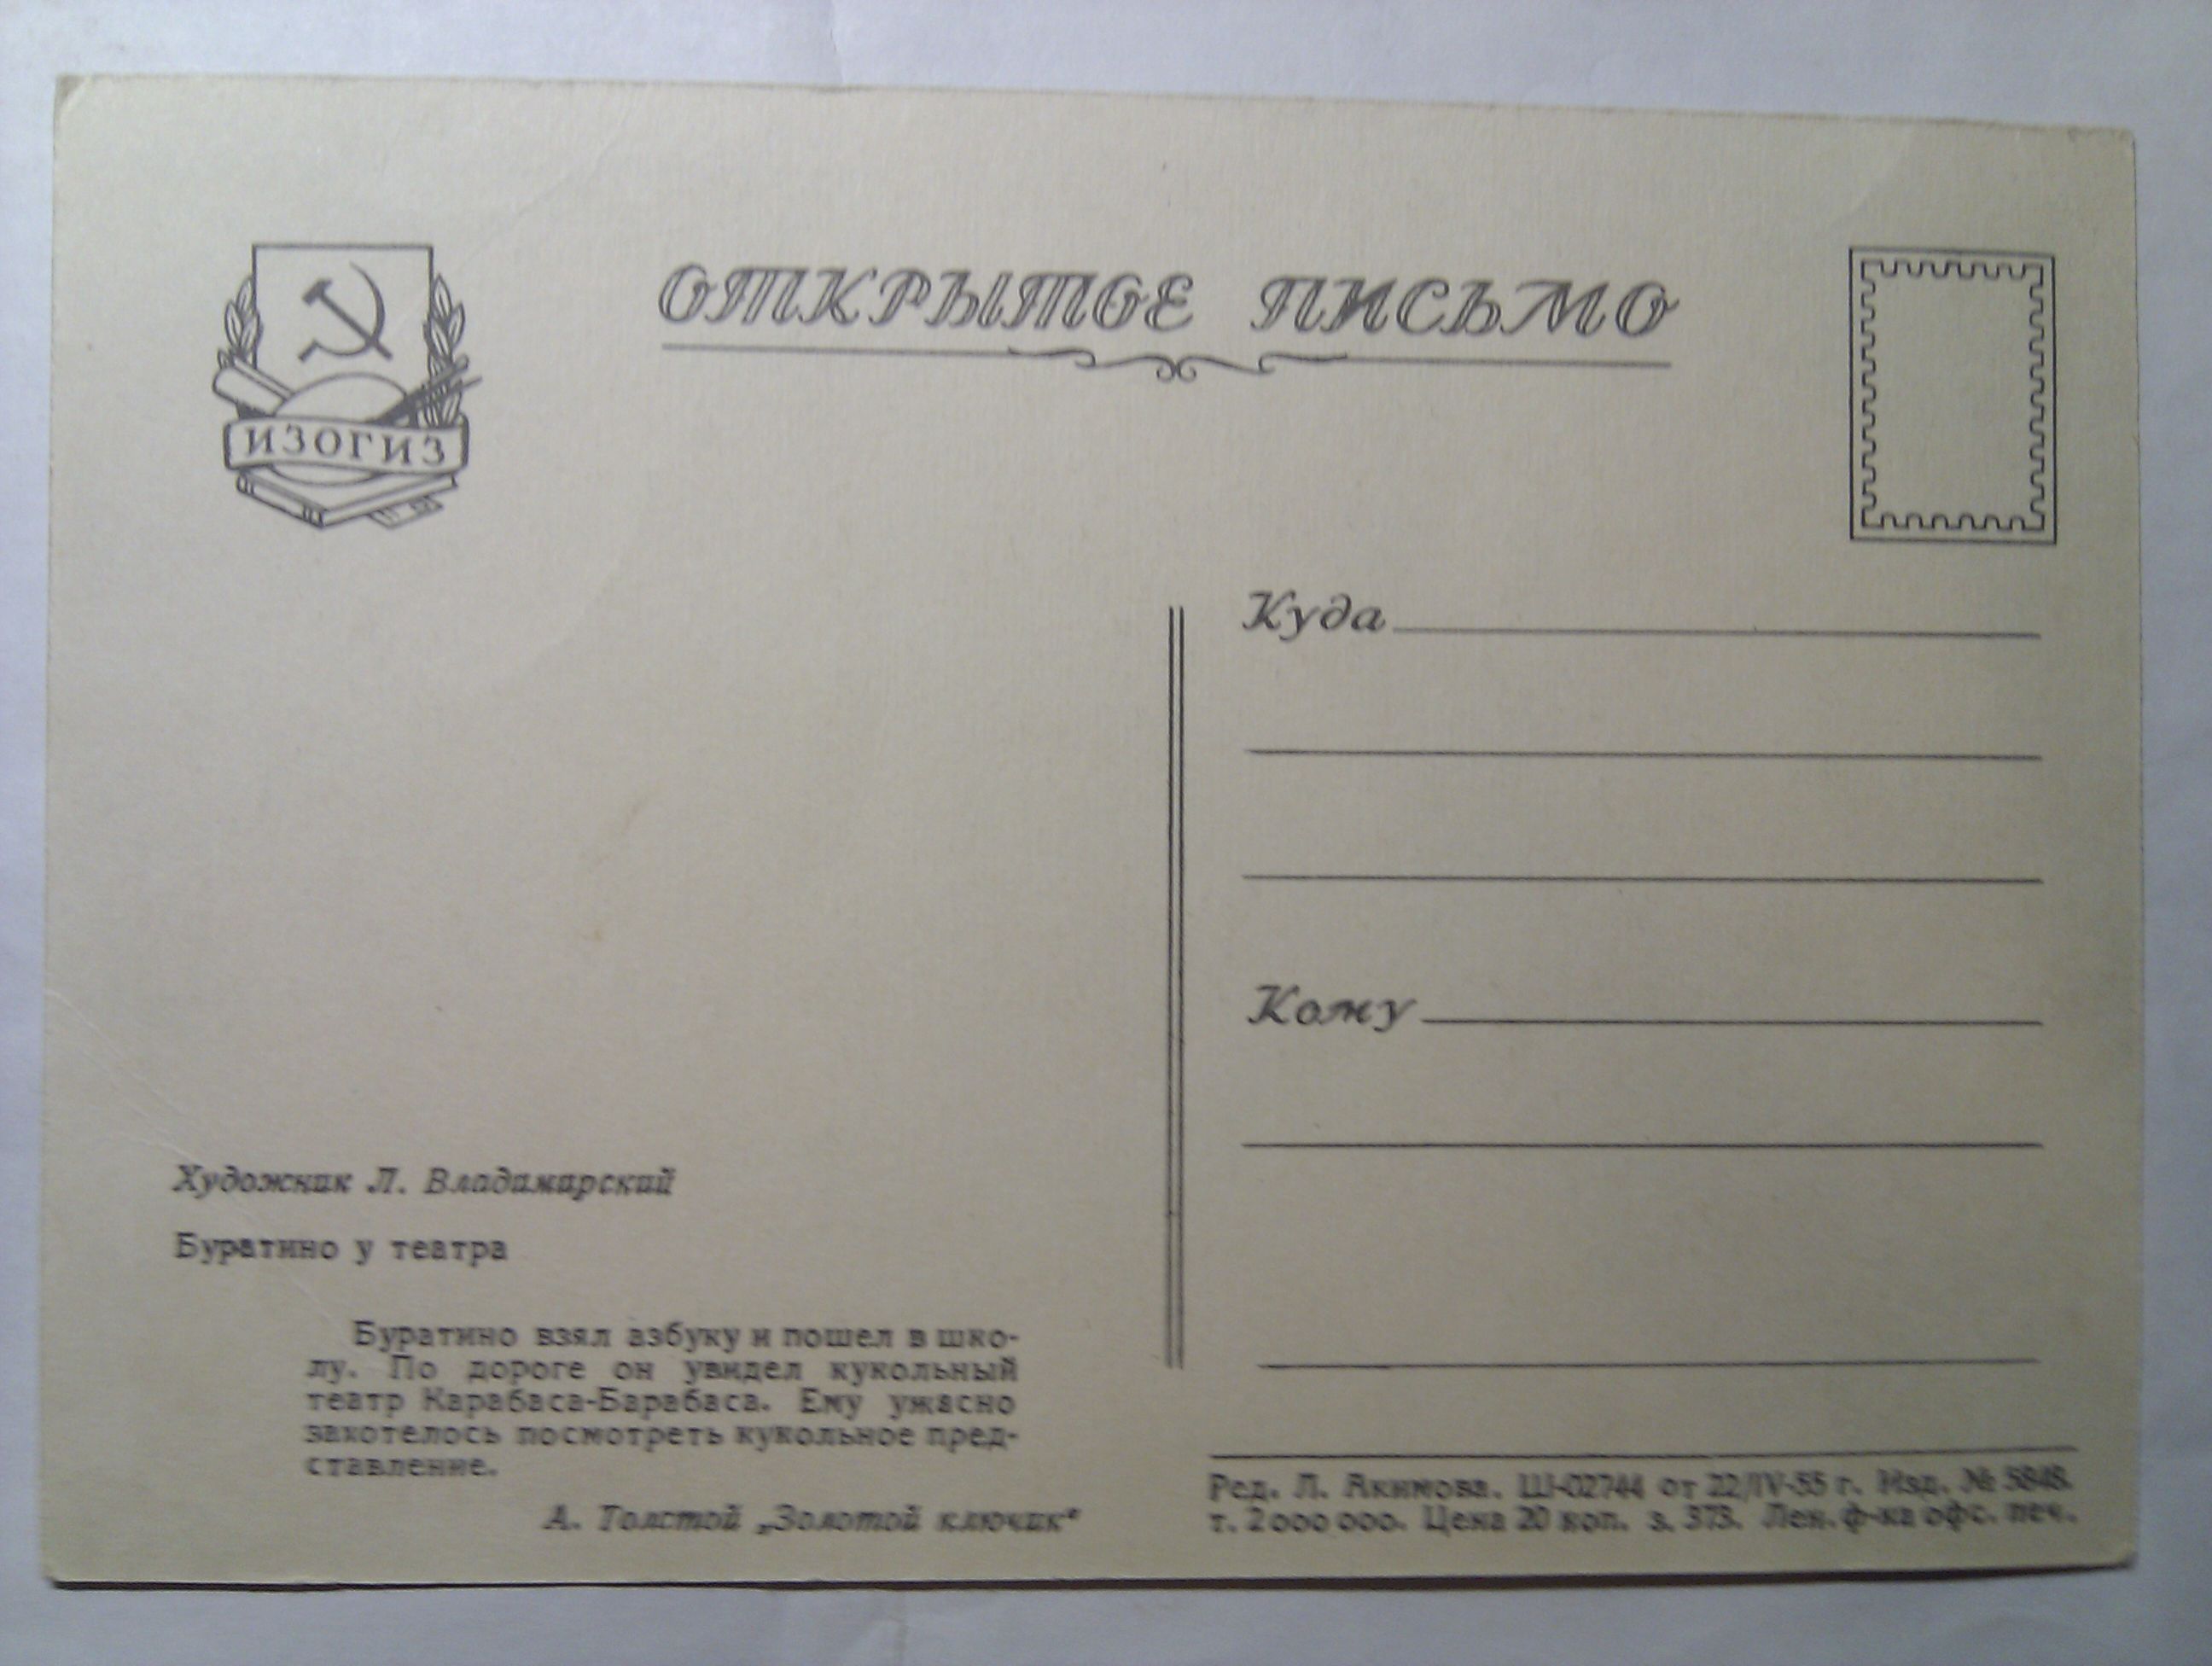 ИЗОГИЗ
ОТКРЫТОЕ ПИСЬМО
Куда
Кому
Художник Л. Владимирский
Буратино у театра
Буратино взял азбуку и пошел в шко-
лу. По дороге он увидел кукольный
театр Карабаса-Барабаса. Ему ужасно
захотелось посмотреть кукольное пред-
ставление.
А. Толстой „Золотой ключик“
Ред. Л. Акимова. Ш-02744 от 22/IV-55 г. Изд. № 5848.
т. 2 000 000. Цена 20 коп. з. 373. Лен. ф-ка офс. печ.